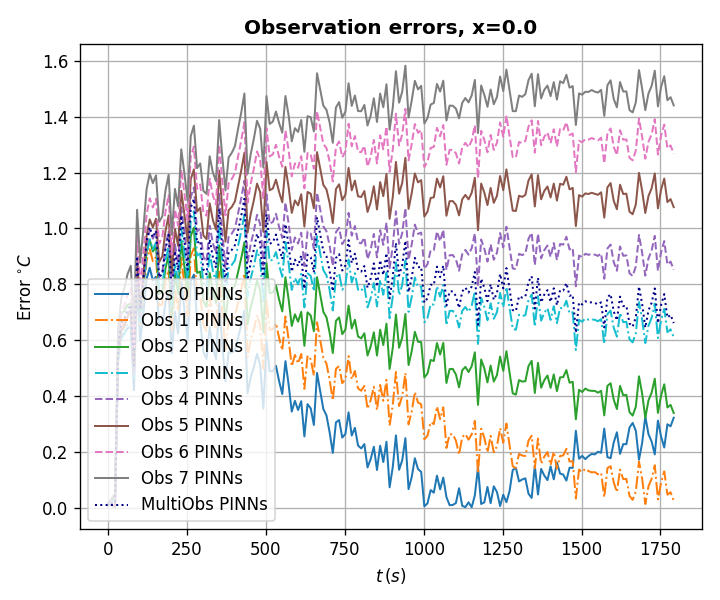 Observation errors, x=0.0
Error °C
1.6
1.4
1.2
1.0
0.8
0.6
0.4
0.2
0.0
Obs 0 PINNs
Obs 1 PINNs
Obs 2 PINNs
Obs 3 PINNs
Obs 4 PINNs
Obs 5 PINNs
Obs 6 PINNs
Obs 7 PINNs
MultiObs PINNs
0 250 500 750 1000 1250 1500 1750
t (s)